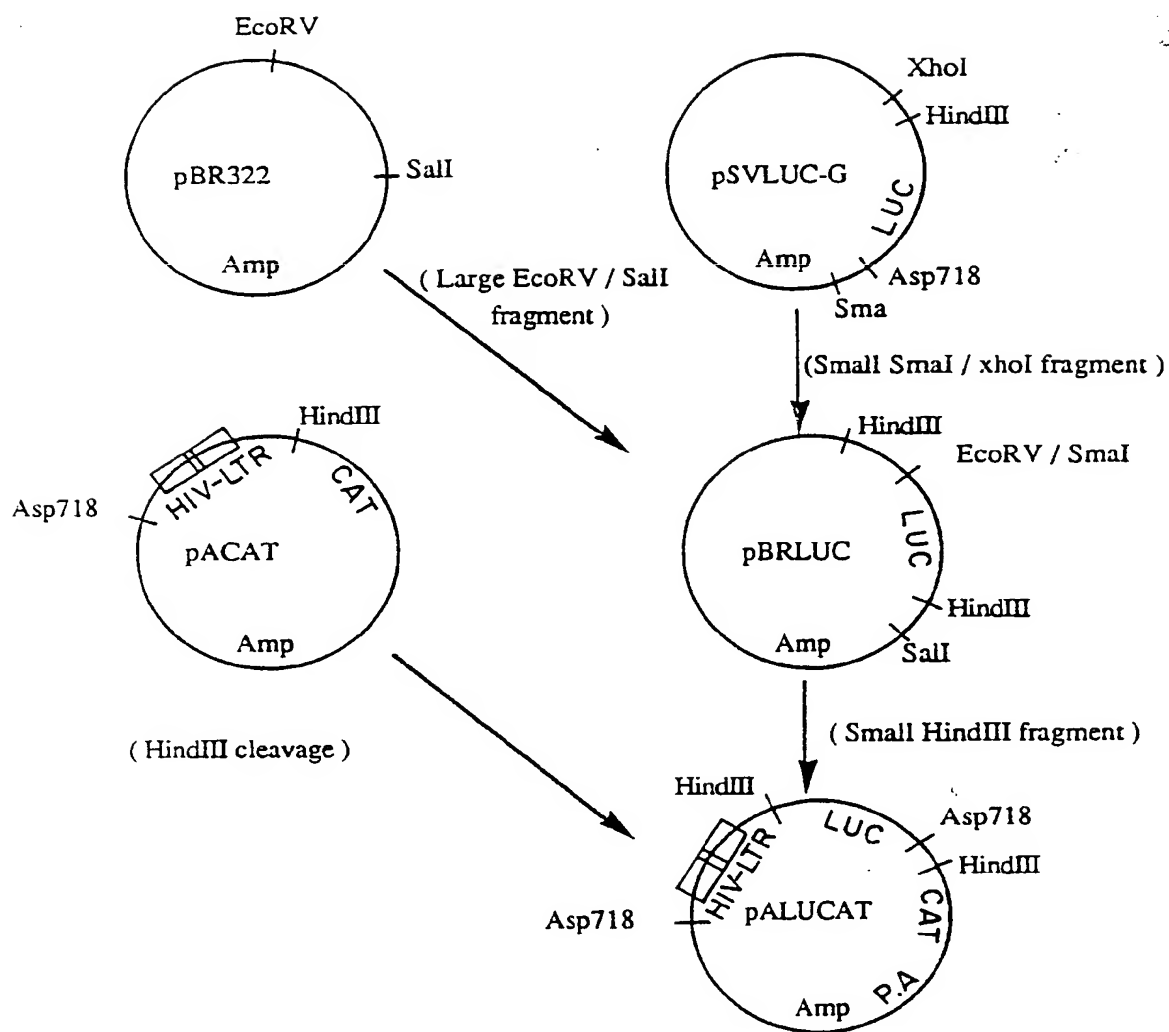 EcoRV
pBR322
SalI
Amp
XhoI
HindIII
pSVLUC-G
LUC
Amp
Asp718
Sma
( Large EcoRV / SalI
fragment )
(Small SmaI / xhoI fragment )
HindIII
HIV-LTR
CAT
Asp718
pACAT
Amp
HindIII
EcoRV / SmaI
LUC
pBRLUC
HindIII
Amp
SalI
( HindIII cleavage )
( Small HindIII fragment )
HindIII
LUC
Asp718
HindIII
HIV-LTR
CAT
Asp718
pALUCAT
P.A
Amp